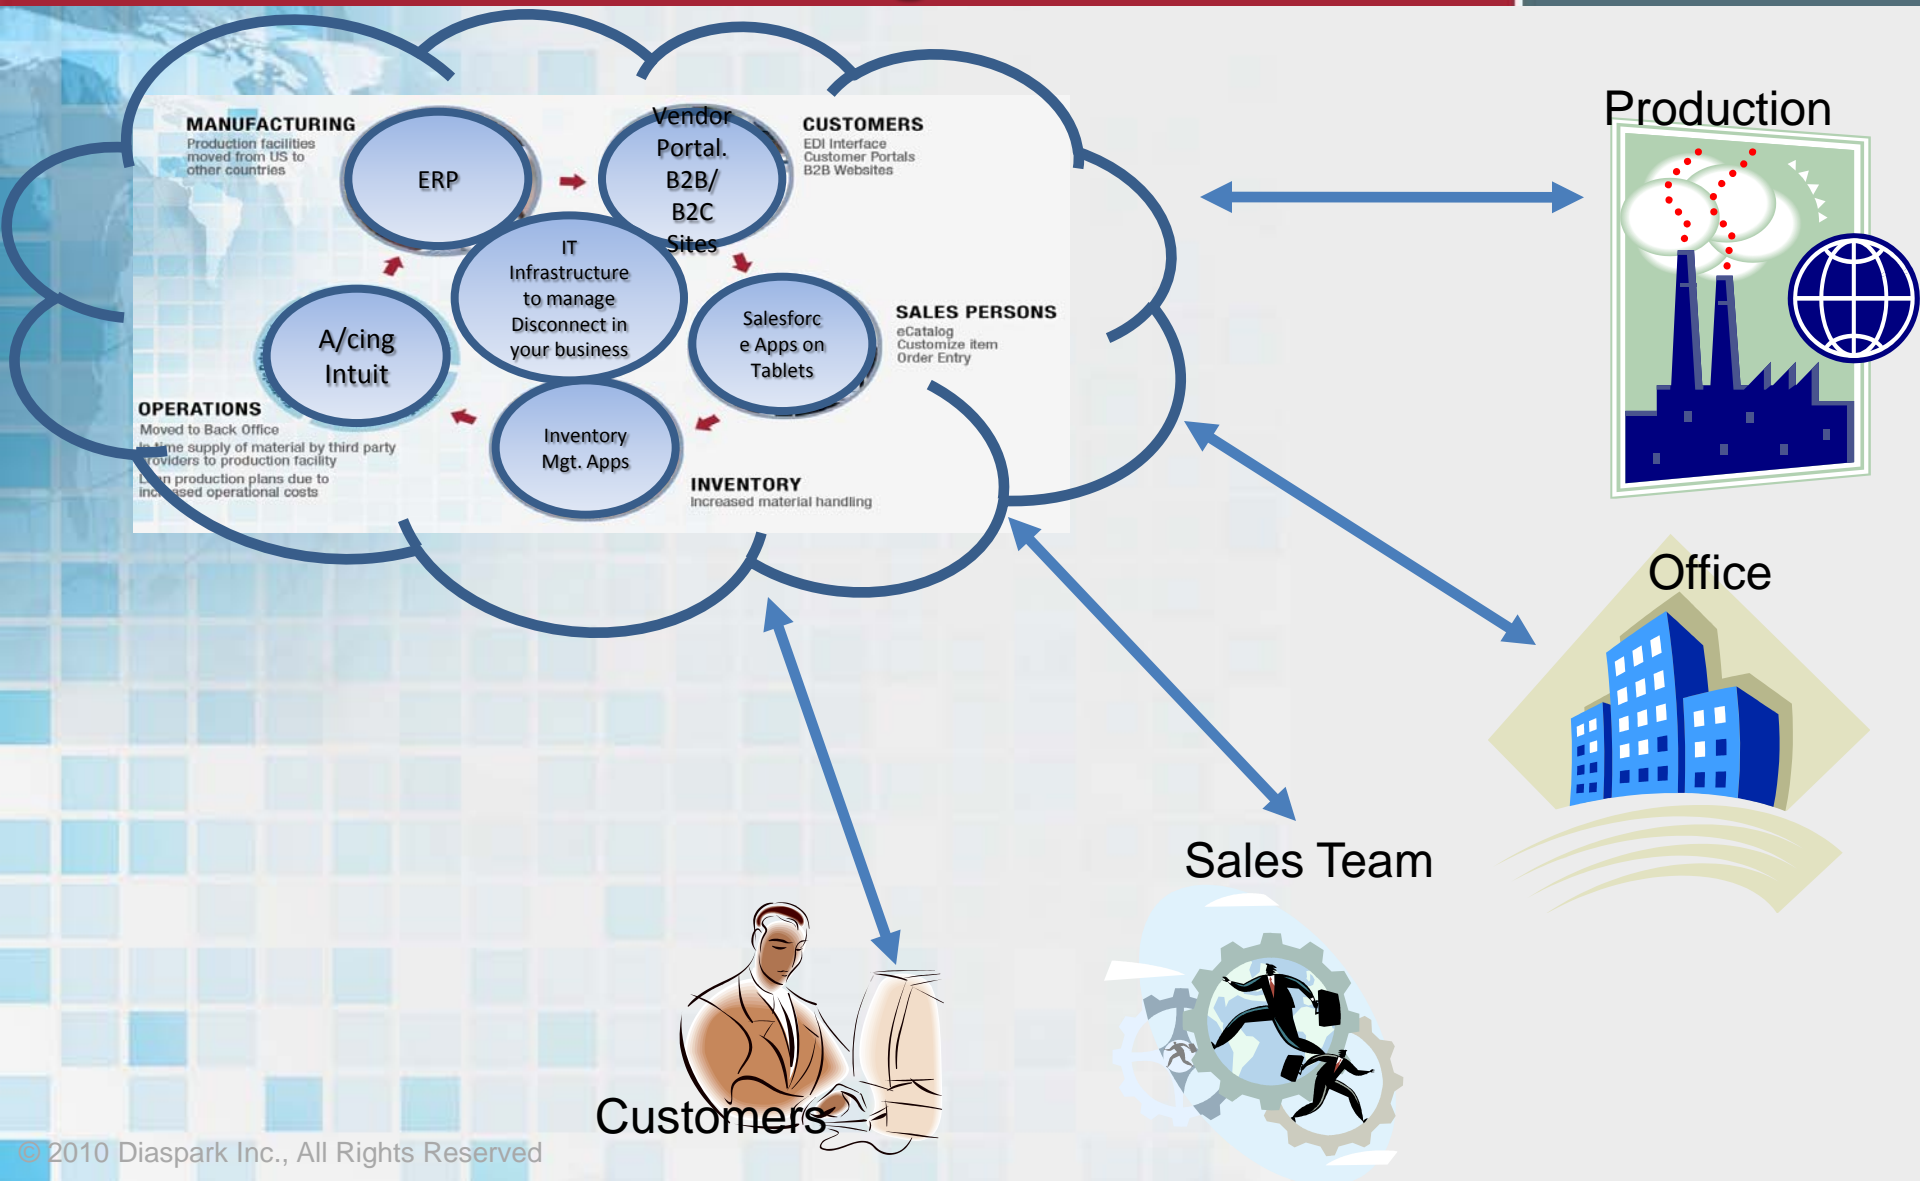 MANUFACTURING
Production facilities
moved from US to
other countries
ERP
Vendor
Portal.
B2B/
B2C
Sites
CUSTOMERS
EDI Interface
Customer Portals
B2B Websites
IT
Infrastructure
to manage
Disconnect in
your business
A/cing
Intuit
Salesforc
e Apps on
Tablets
SALES PERSONS
eCatalog
Customize item
Order Entry
OPERATIONS
Moved to Back Office
time supply of material by third party
to production facility
production plans due to
operational costs
Inventory
Mgt. Apps
INVENTORY
Increased material handling
Production
Office
Sales Team
Customers
© 2010 Diaspark Inc., All Rights Reserved